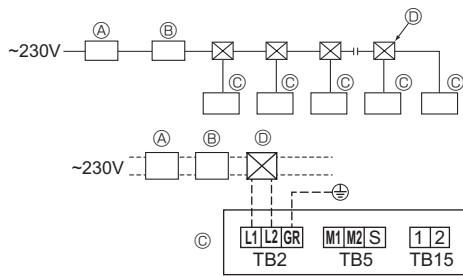 Ⓐ Ⓑ Ⓓ
~230V
Ⓒ Ⓒ Ⓒ Ⓒ Ⓒ
Ⓐ Ⓑ Ⓓ
~230V
Ⓒ L1 L2 GR M1 M2 S 1 2
TB2 TB5 TB15